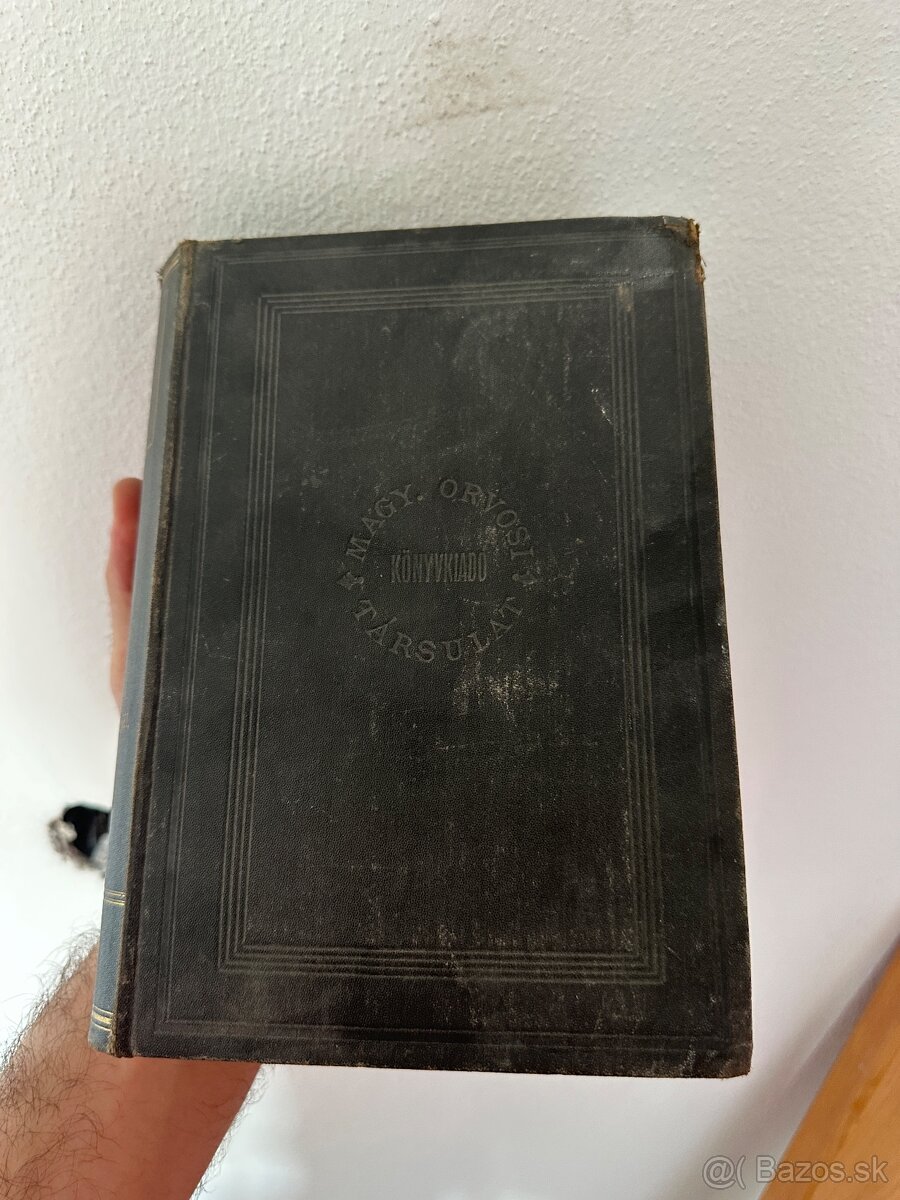 MAGY. ORVOSI
KÖNYVKIADÓ
TÁRSULAT
@( Bazos.sk